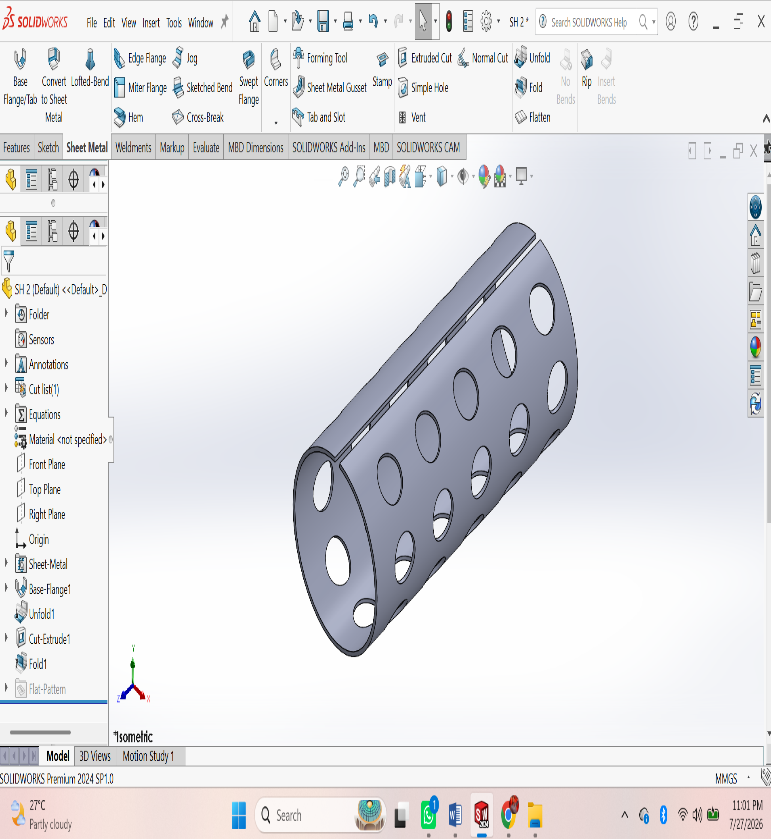 SOLIDWORKS File Edit View Insert Tools Window SH 2 * Search SOLIDWORKS Help
Base Flange/Tab
Convert to Sheet Metal
Lofted-Bend
Edge Flange
Miter Flange
Hem
Jog
Sketched Bend
Cross-Break
Swept Flange
Corners
Forming Tool
Sheet Metal Gusset
Tab and Slot
Stamp
Extruded Cut
Simple Hole
Vent
Normal Cut
Unfold
Fold
Flatten
No Bends
Rip
Insert Bends
Features Sketch Sheet Metal Weldments Markup Evaluate MBD Dimensions SOLIDWORKS Add-Ins MBD SOLIDWORKS CAM
SH 2 (Default) <<Default>_D
Folder
Sensors
Annotations
Cut list(1)
Equations
Material <not specified>
Front Plane
Top Plane
Right Plane
Origin
Sheet-Metal
Base-Flange1
Unfold1
Cut-Extrude1
Fold1
Flat-Pattern
Y
Z
X
*Isometric
Model 3D Views Motion Study 1
SOLIDWORKS Premium 2024 SP1.0 MMGS
27°C
Partly cloudy
Search
1
11:01 PM
7/27/2026